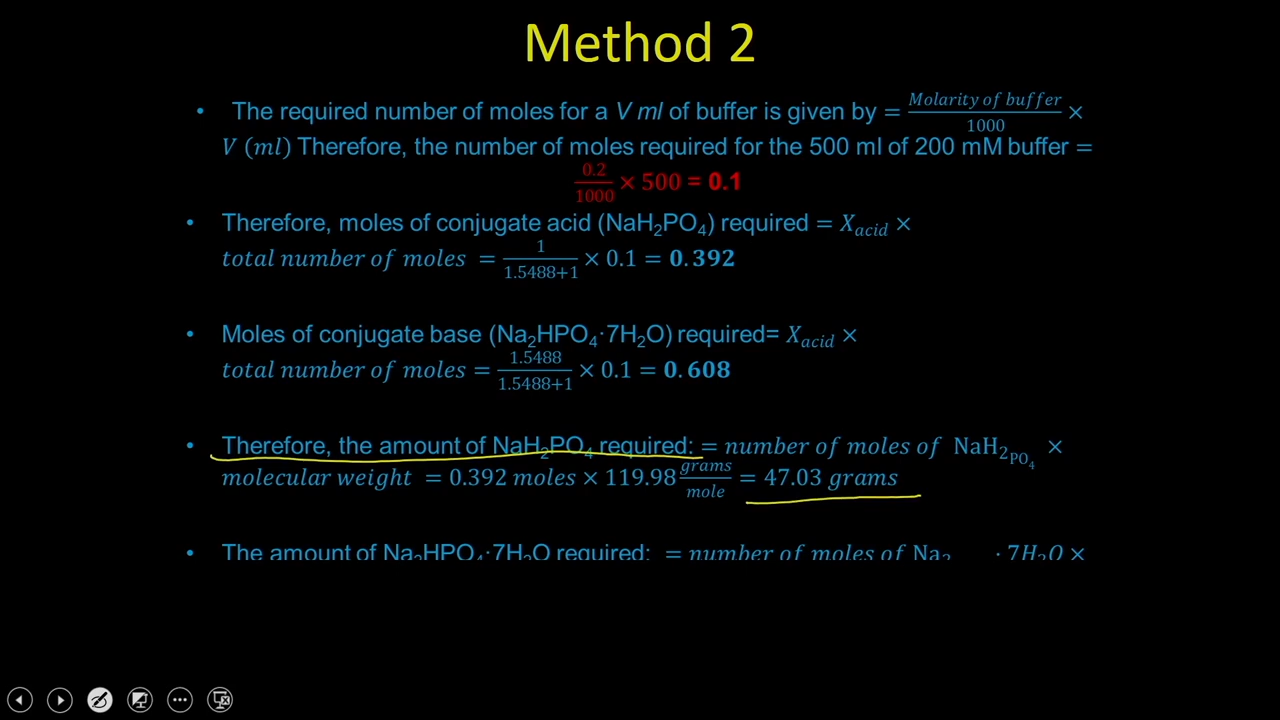 Method 2
• The required number of moles for a V ml of buffer is given by = Molarity of buffer/1000 ×
V (ml) Therefore, the number of moles required for the 500 ml of 200 mM buffer =
0.2/1000 × 500 = 0.1
• Therefore, moles of conjugate acid (NaH₂PO₄) required = X_acid ×
total number of moles = 1/(1.5488+1) × 0.1 = 0.392
• Moles of conjugate base (Na₂HPO₄·7H₂O) required= X_acid ×
total number of moles = 1.5488/(1.5488+1) × 0.1 = 0.608
• Therefore, the amount of NaH₂PO₄ required: = number of moles of NaH₂PO₄ ×
molecular weight = 0.392 moles × 119.98 grams/mole = 47.03 grams
• The amount of Na₂HPO₄·7H₂O required: = number of moles of Na₂ · 7H₂O ×